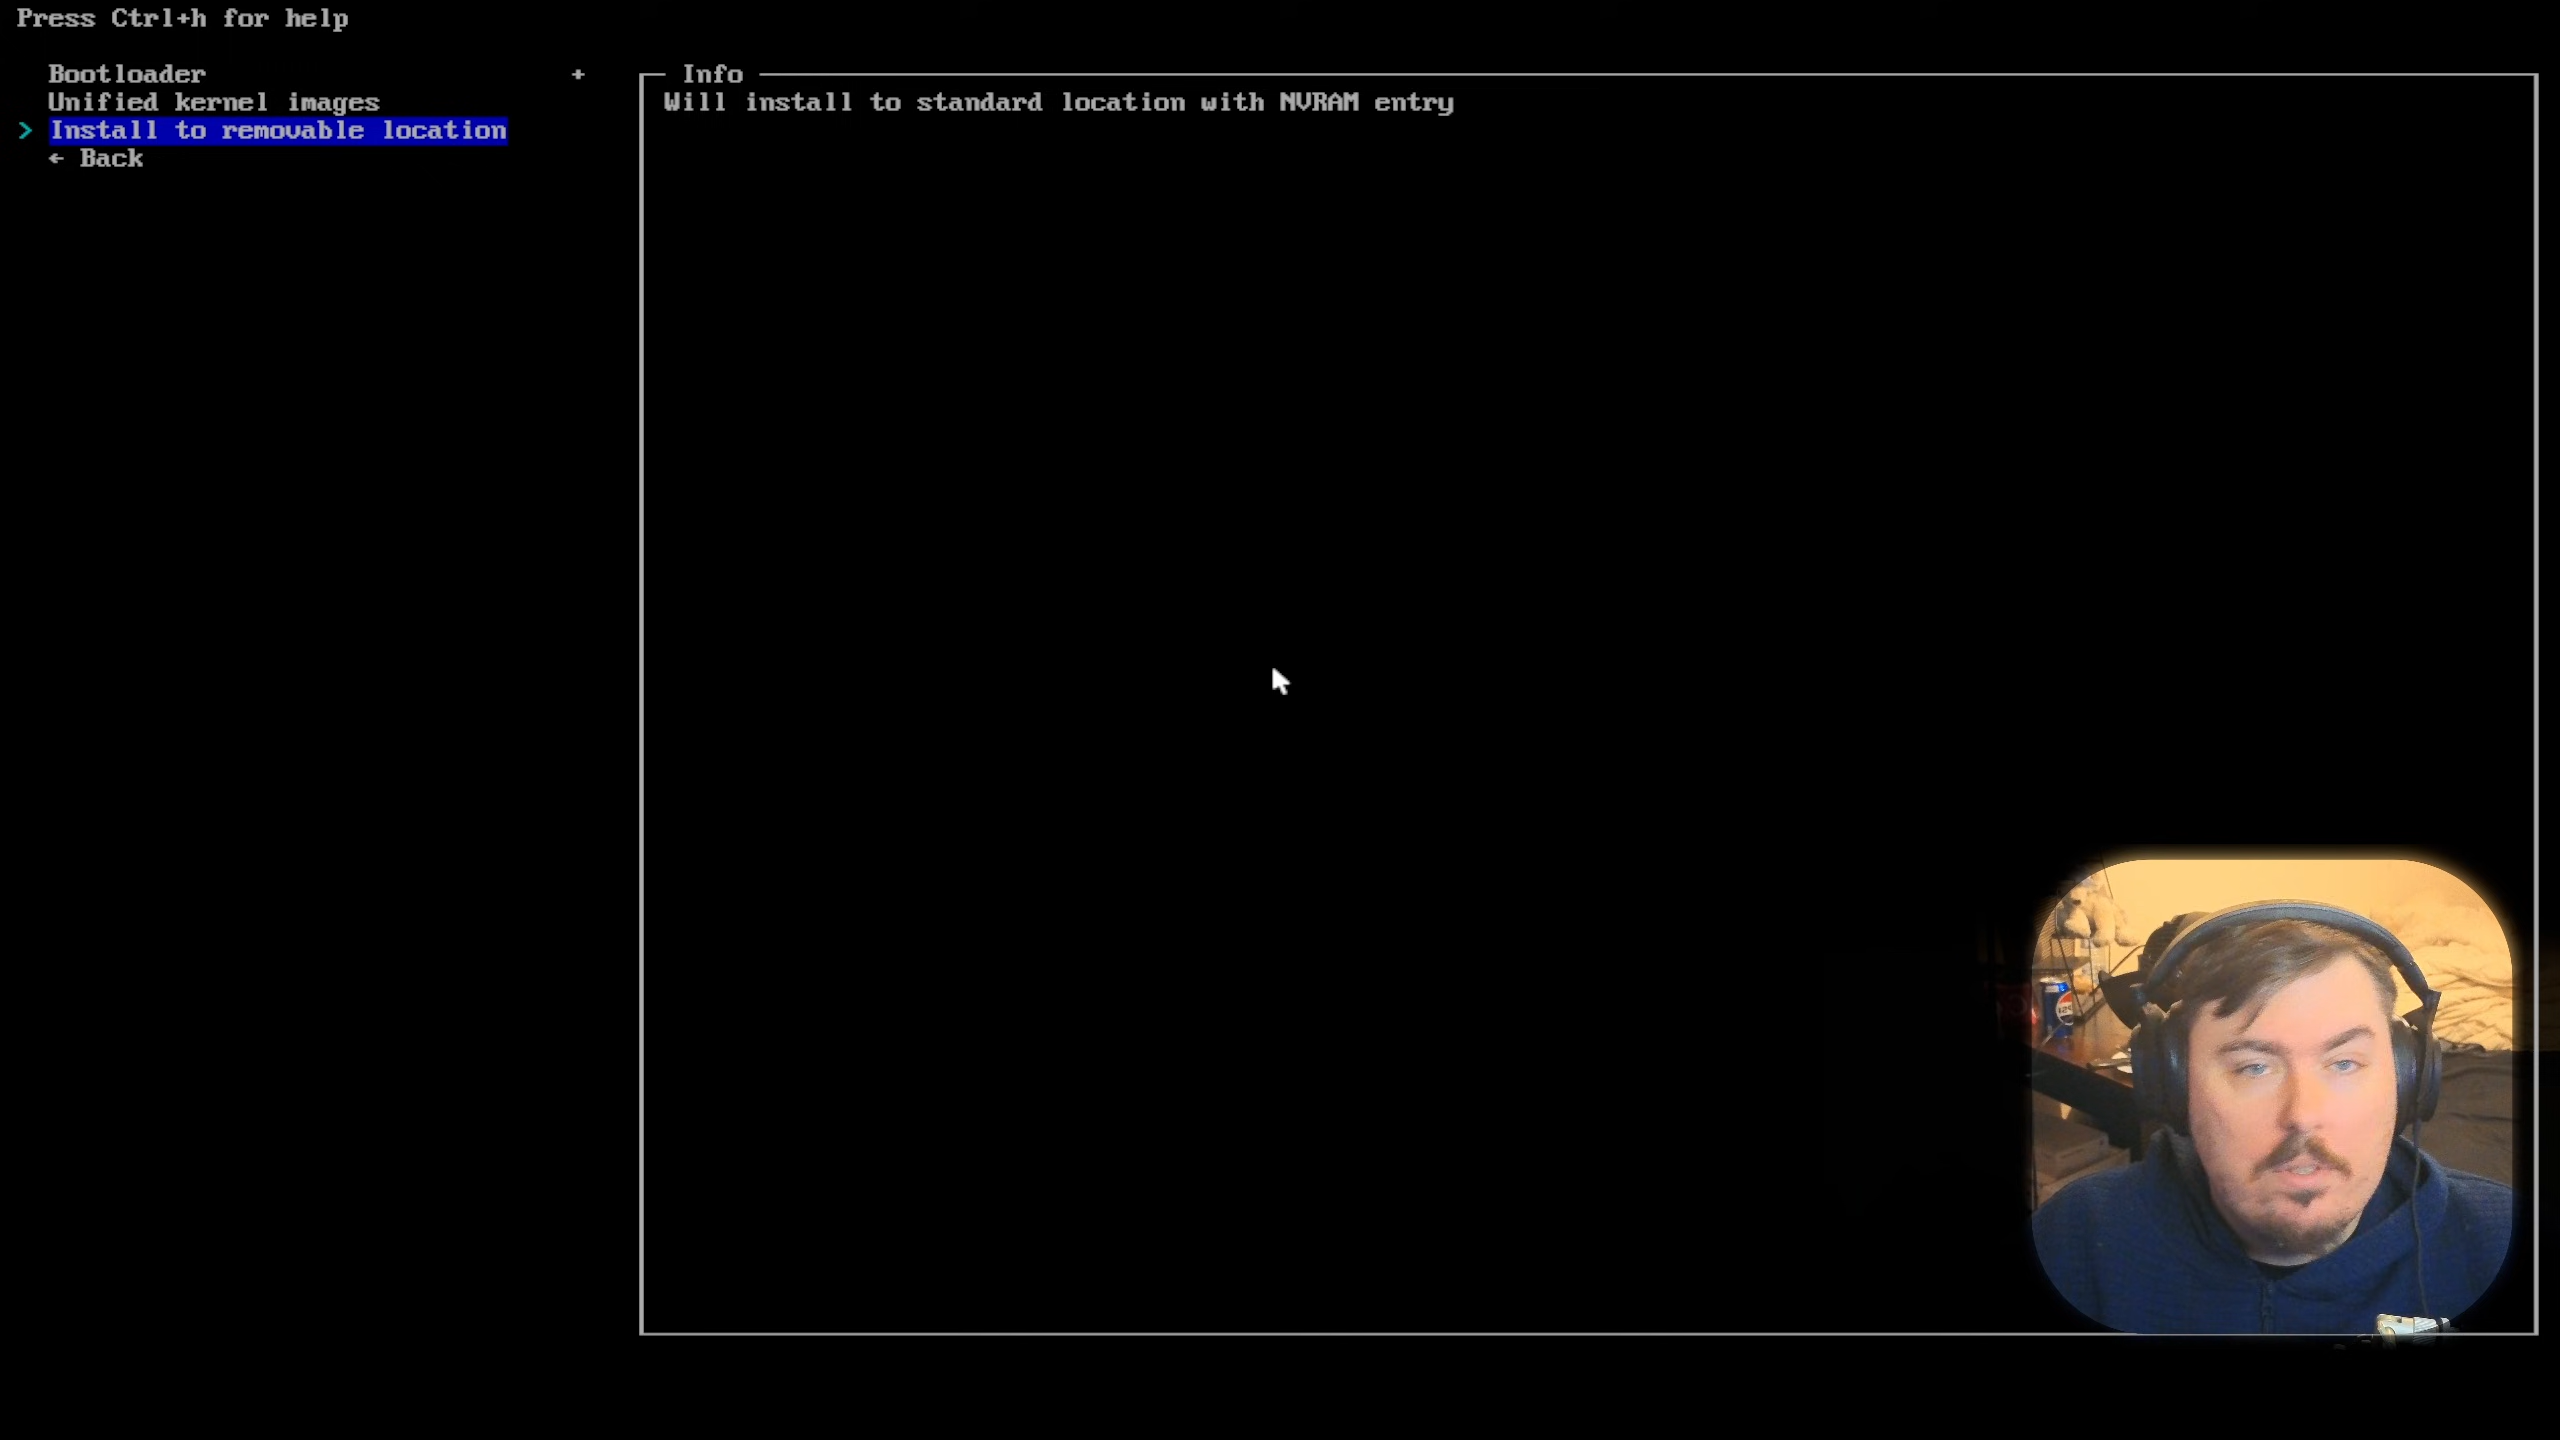 Press Ctrl+h for help
Bootloader +
Unified kernel images
> Install to removable location
← Back
Info
Will install to standard location with NVRAM entry